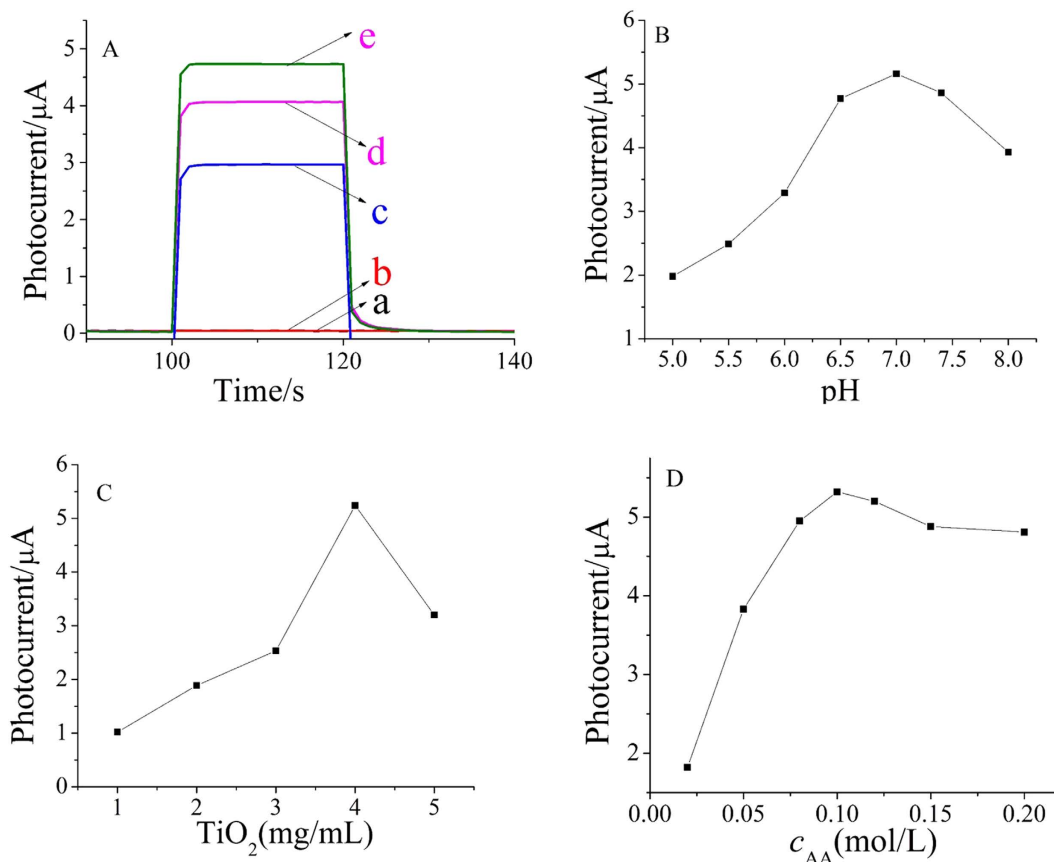 A
Photocurrent/μA
5
4
3
2
1
0
e
d
c
b
a
100
120
140
Time/s
B
Photocurrent/μA
6
5
4
3
2
1
5.0
5.5
6.0
6.5
7.0
7.5
8.0
pH
C
Photocurrent/μA
6
5
4
3
2
1
0
1
2
3
4
5
TiO₂(mg/mL)
D
Photocurrent/μA
5
4
3
2
0.00
0.05
0.10
0.15
0.20
c_AA(mol/L)